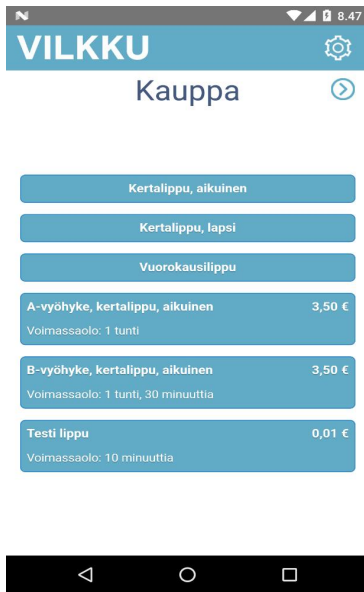 8.47
VILKKU
Kauppa
Kertalippu, aikuinen
Kertalippu, lapsi
Vuorokausilippu
A-vyöhyke, kertalippu, aikuinen 3,50 €
Voimassaolo: 1 tunti
B-vyöhyke, kertalippu, aikuinen 3,50 €
Voimassaolo: 1 tunti, 30 minuuttia
Testi lippu 0,01 €
Voimassaolo: 10 minuuttia